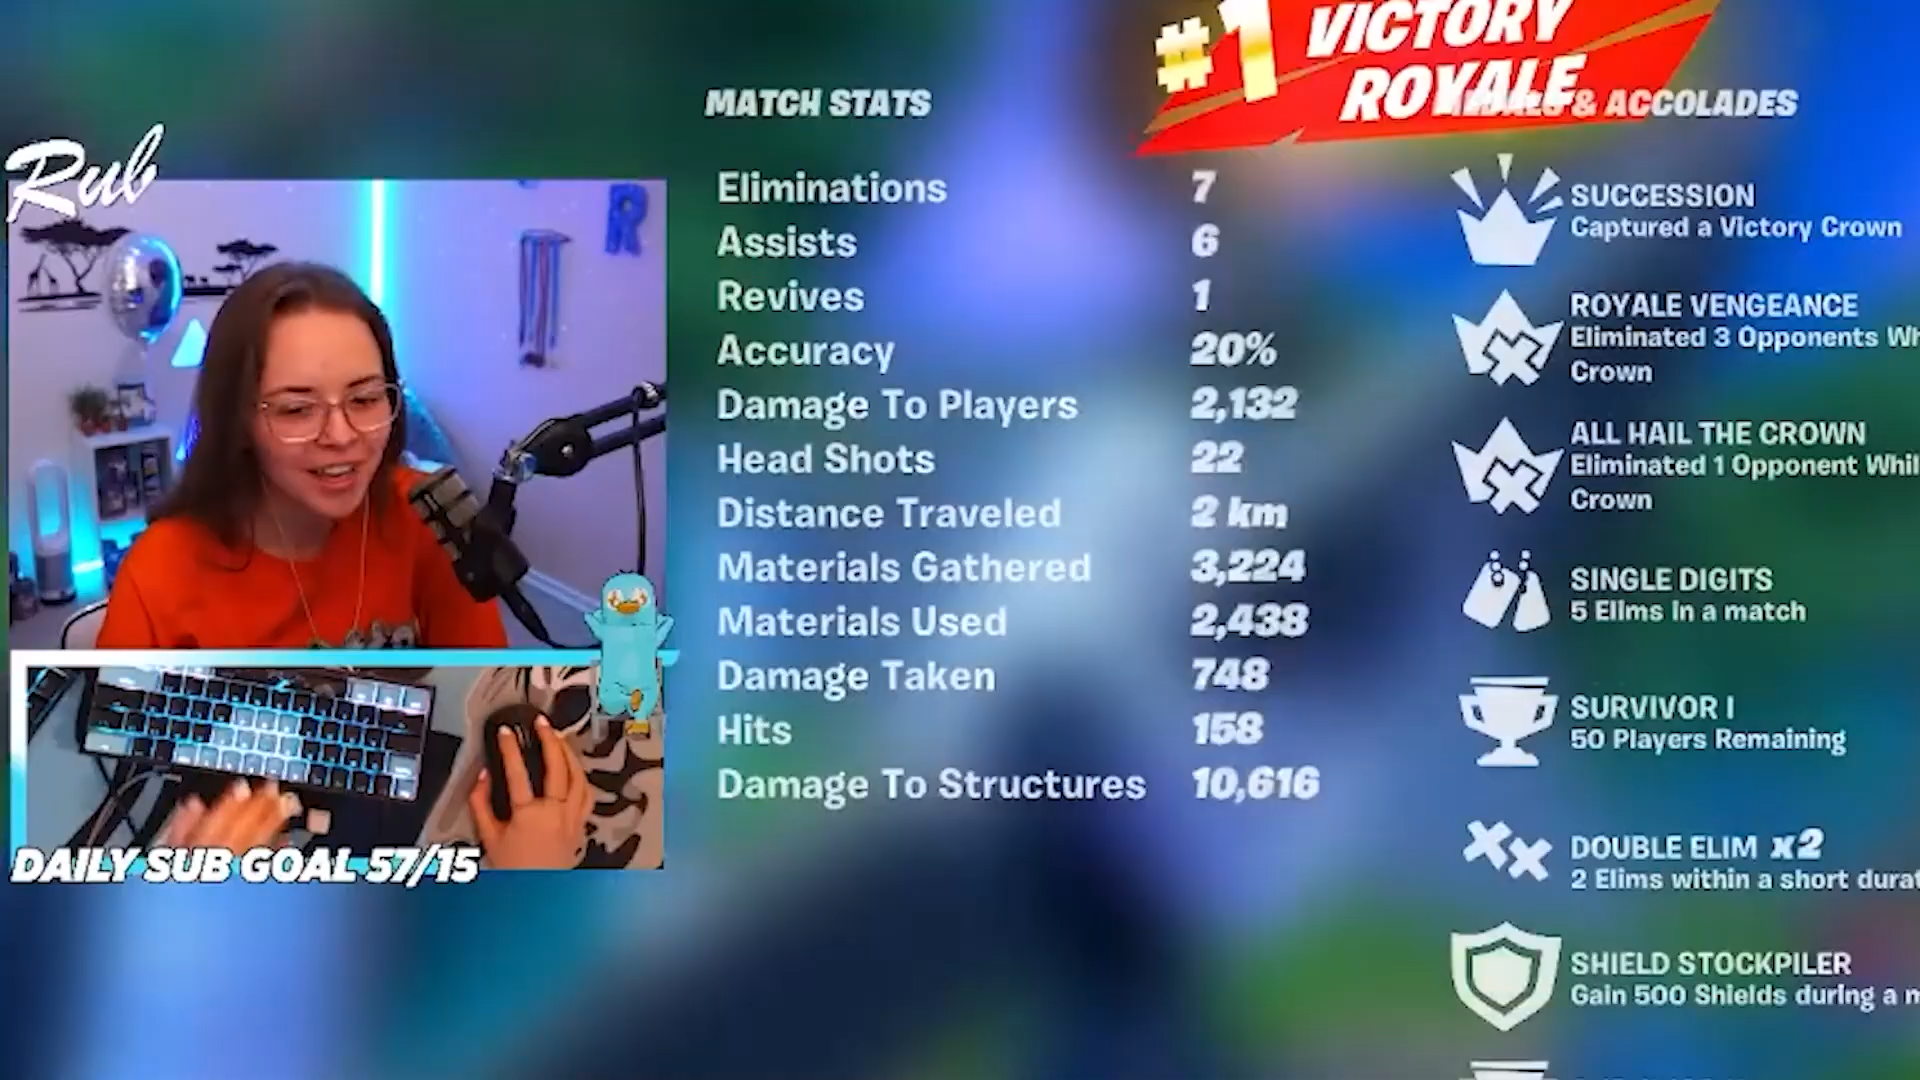 #1 VICTORY
ROYALE
MATCH STATS
& ACCOLADES
Rub
R
Eliminations 7
Assists 6
Revives 1
Accuracy 20%
Damage To Players 2,132
Head Shots 22
Distance Traveled 2 km
Materials Gathered 3,224
Materials Used 2,438
Damage Taken 748
Hits 158
Damage To Structures 10,616
SUCCESSION
Captured a Victory Crown
ROYALE VENGEANCE
Eliminated 3 Opponents Wh
Crown
ALL HAIL THE CROWN
Eliminated 1 Opponent Whil
Crown
SINGLE DIGITS
5 Elims in a match
SURVIVOR I
50 Players Remaining
DOUBLE ELIM x2
2 Elims within a short durat
SHIELD STOCKPILER
Gain 500 Shields during a m
DAILY SUB GOAL 57/15